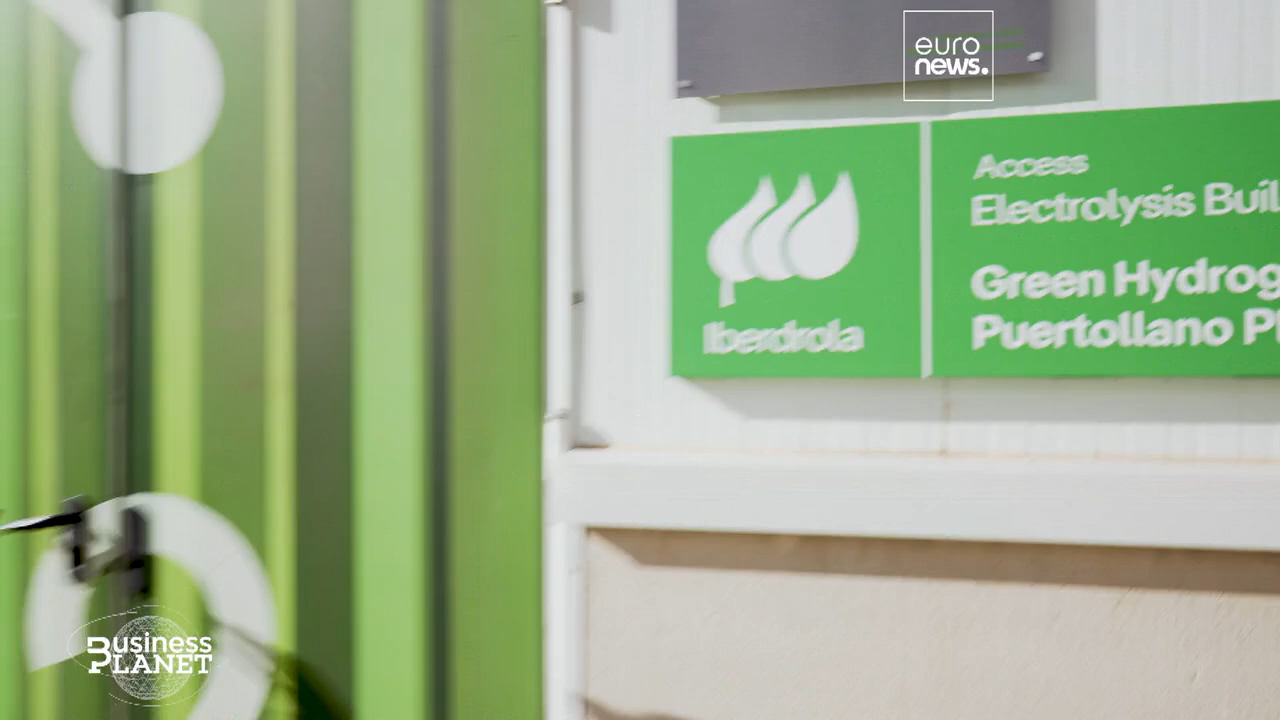 euro
news.
Access
Electrolysis Buil
Green Hydrog
Puertollano Pl
Iberdrola
Business
PLANET